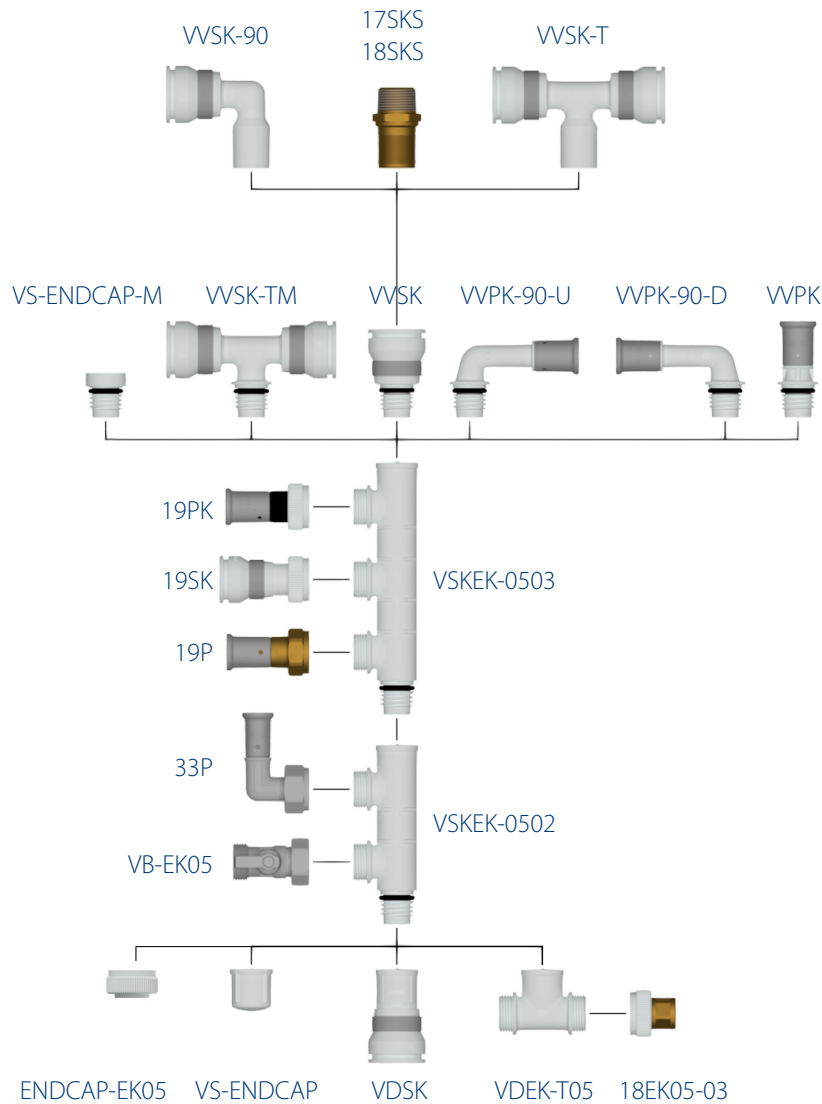 VVSK-90
17SKS
18SKS
VVSK-T
VS-ENDCAP-M
VVSK-TM
VVSK
VVPK-90-U
VVPK-90-D
VVPK
19PK
19SK
VSKEK-0503
19P
33P
VSKEK-0502
VB-EK05
ENDCAP-EK05
VS-ENDCAP
VDSK
VDEK-T05
18EK05-03